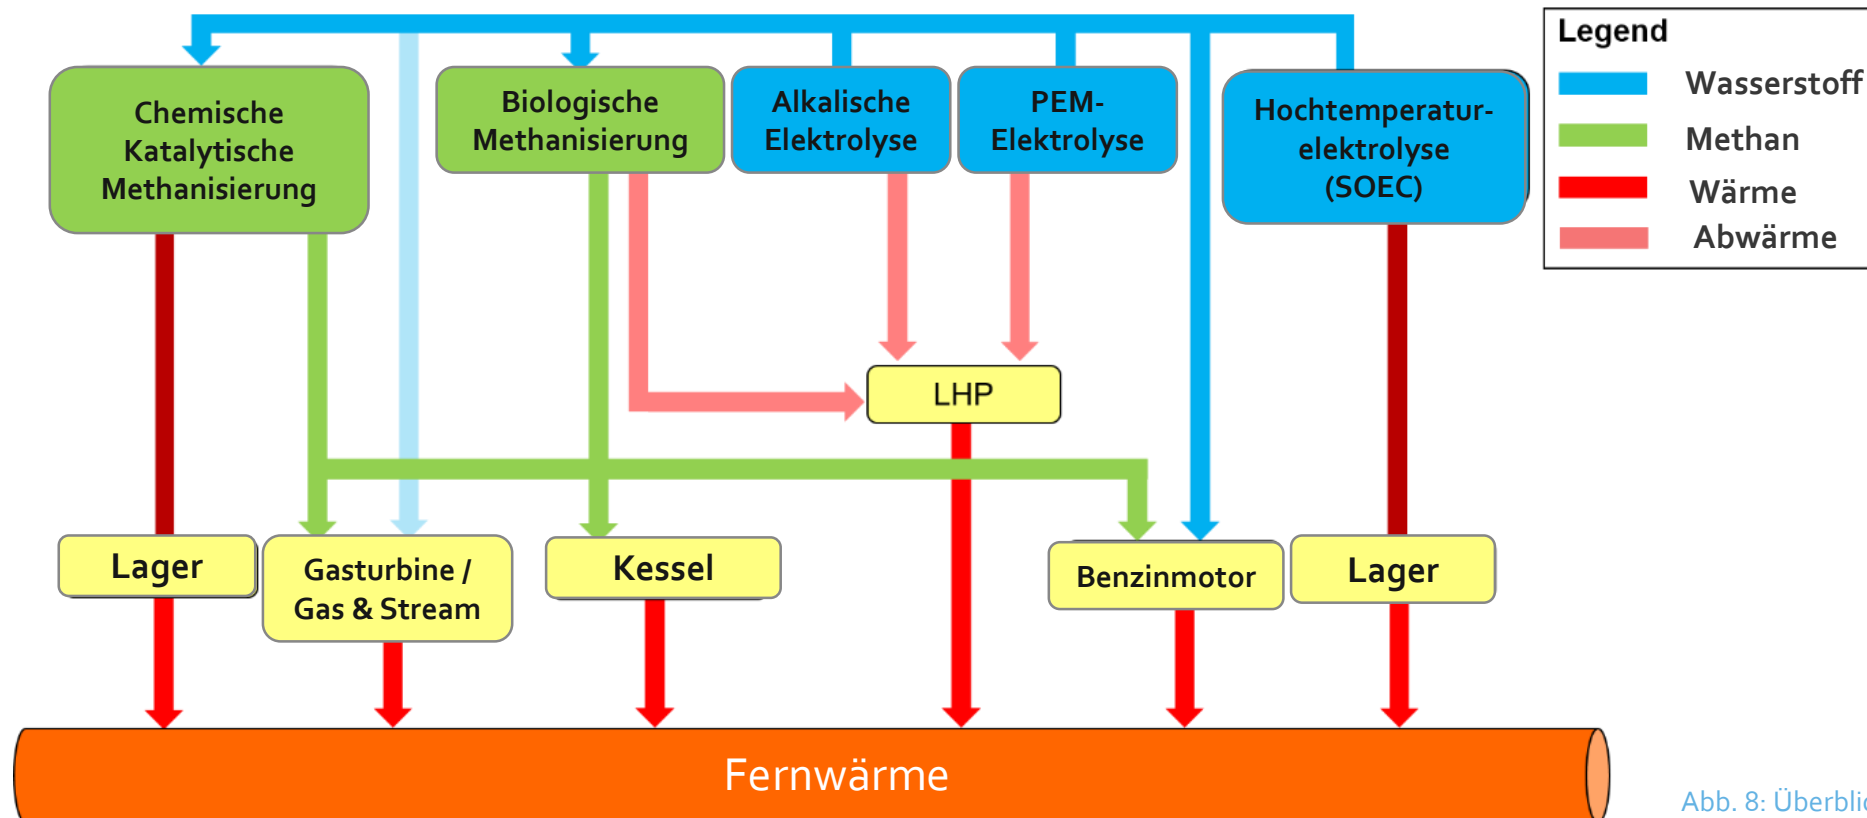 Legend
Wasserstoff
Methan
Wärme
Abwärme
Chemische
Katalytische
Methanisierung
Biologische
Methanisierung
Alkalische
Elektrolyse
PEM-
Elektrolyse
Hochtemperatur-
elektrolyse
(SOEC)
LHP
Lager
Gasturbine /
Gas & Stream
Kessel
Benzinmotor
Lager
Fernwärme
Abb. 8: